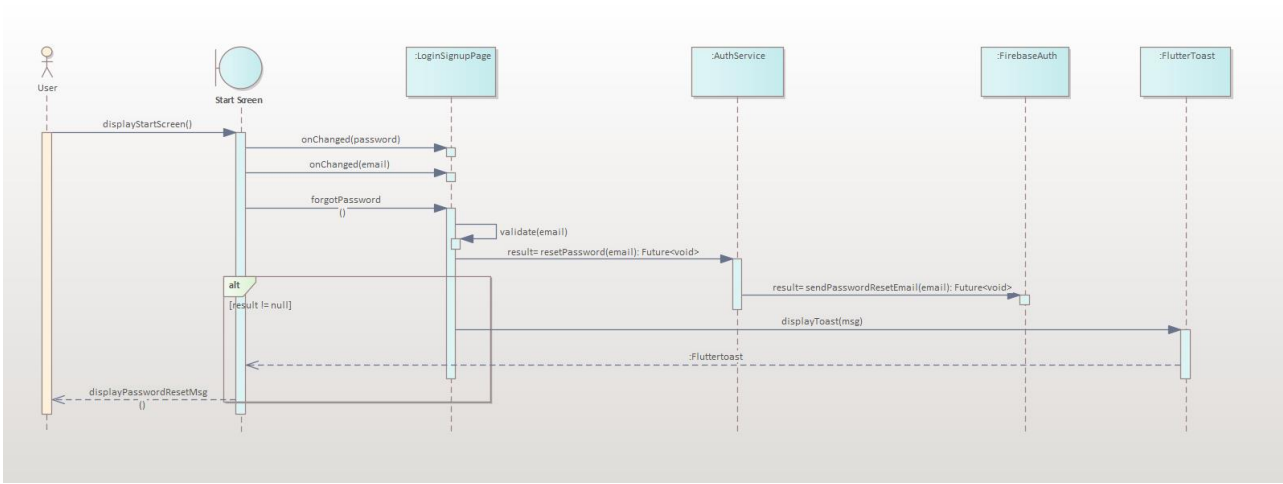 :LoginSignupPage
:AuthService
:FirebaseAuth
:FlutterToast
User
Start Screen
displayStartScreen()
onChanged(password)
onChanged(email)
forgotPassword
()
validate(email)
result= resetPassword(email): Future<void>
alt
[result != null]
result= sendPasswordResetEmail(email): Future<void>
displayToast(msg)
:Fluttertoast
displayPasswordResetMsg
()